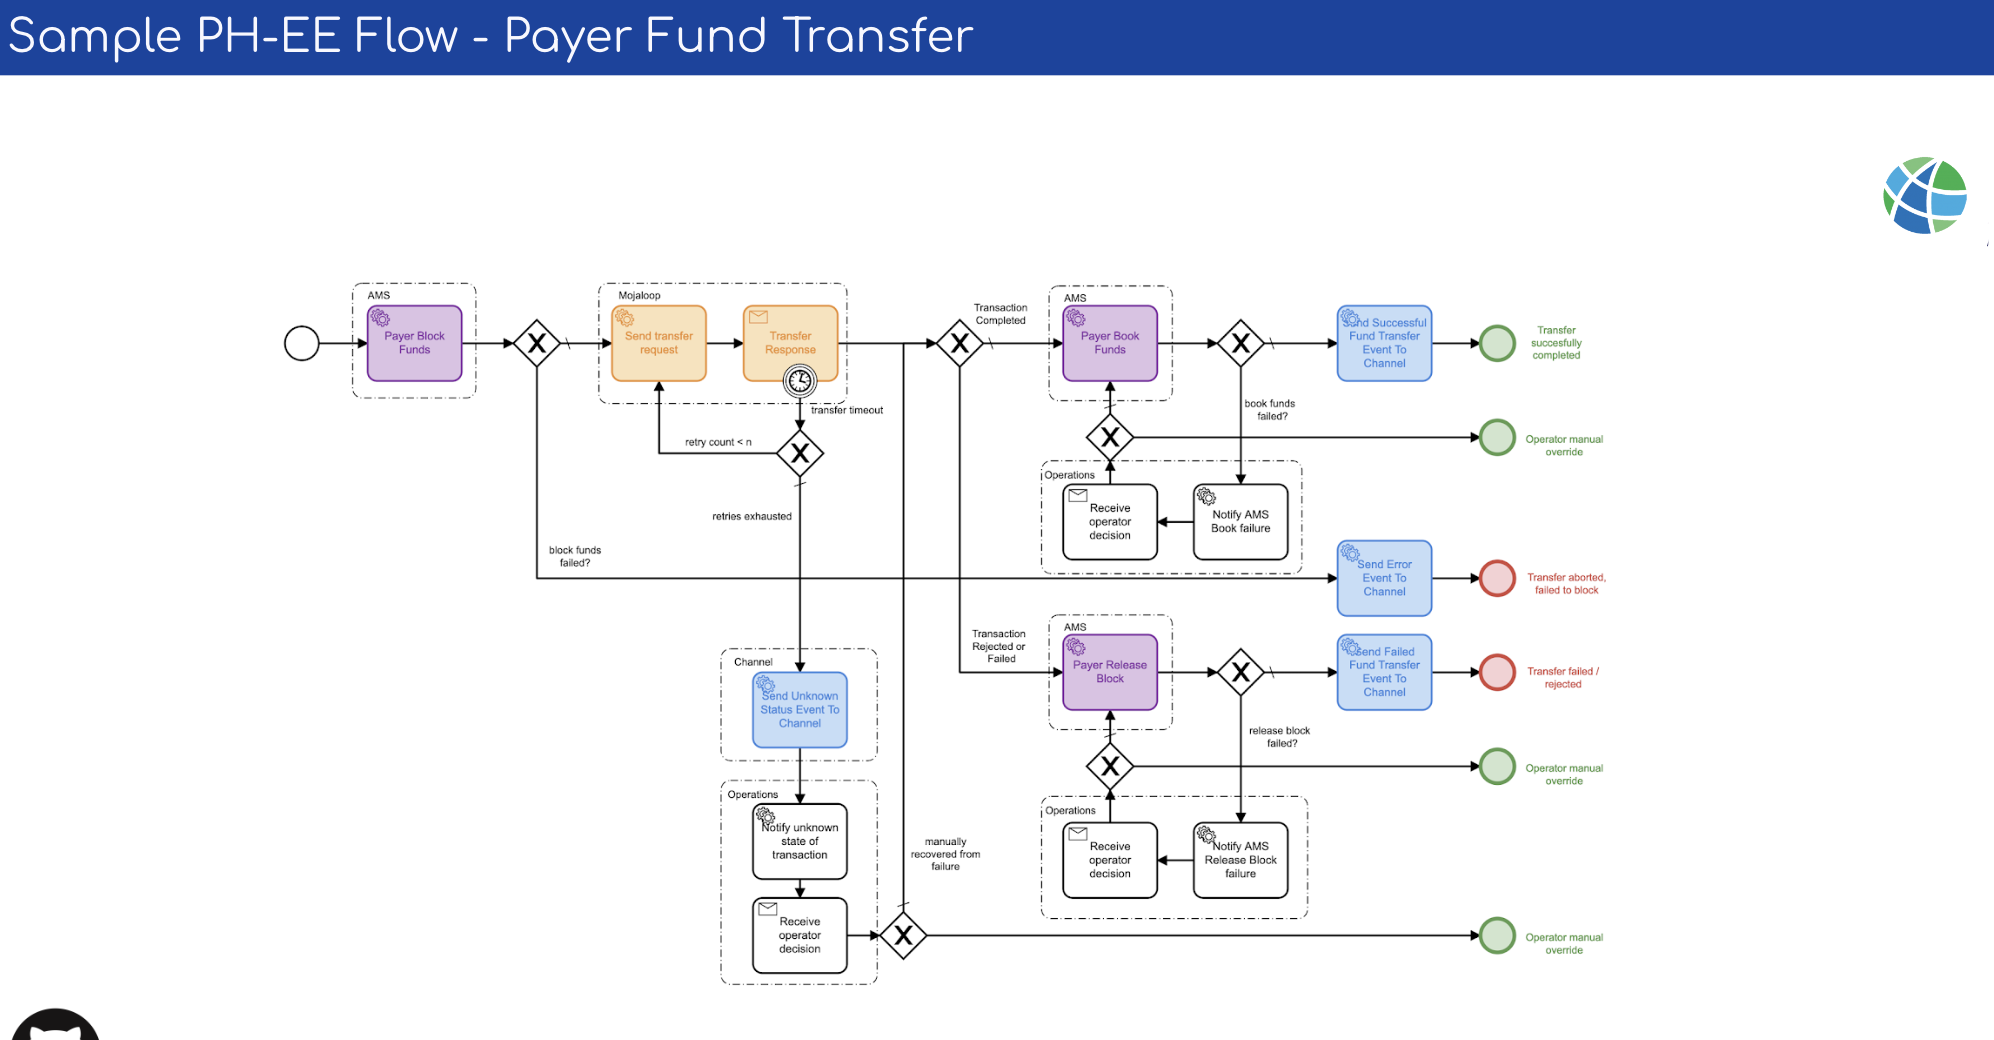 Sample PH-EE Flow - Payer Fund Transfer
AMS
Payer Block
Funds
Mojaloop
Send transfer
request
Transfer
Response
transfer timeout
retry count < n
retries exhausted
block funds
failed?
Channel
Send Unknown
Status Event To
Channel
Operations
Notify unknown
state of
transaction
Receive
operator
decision
manually
recovered from
failure
Transaction
Completed
AMS
Payer Book
Funds
book funds
failed?
Operations
Receive
operator
decision
Notify AMS
Book failure
Send Successful
Fund Transfer
Event To
Channel
Transfer
succesfully
completed
Operator manual
override
Send Error
Event To
Channel
Transfer aborted,
failed to block
Transaction
Rejected or
Failed
AMS
Payer Release
Block
release block
failed?
Send Failed
Fund Transfer
Event To
Channel
Transfer failed /
rejected
Operator manual
override
Operations
Receive
operator
decision
Notify AMS
Release Block
failure
Operator manual
override